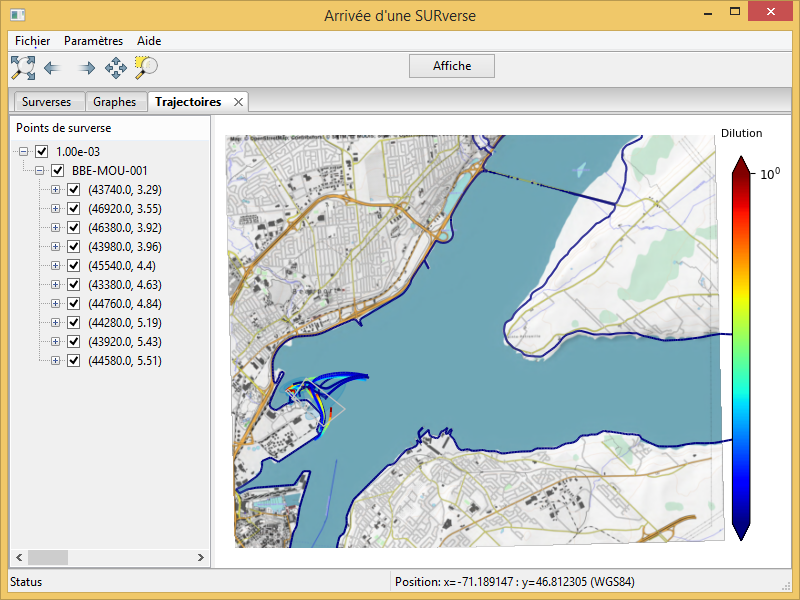 Arrivée d'une SURverse
Fichier Paramètres Aide
Affiche
Surverses Graphes Trajectoires
Points de surverse
1.00e-03
BBE-MOU-001
(43740.0, 3.29)
(46920.0, 3.55)
(46380.0, 3.92)
(43980.0, 3.96)
(45540.0, 4.4)
(43380.0, 4.63)
(44760.0, 4.84)
(44280.0, 5.19)
(43920.0, 5.43)
(44580.0, 5.51)
Dilution
10⁰
Status
Position: x=-71.189147 : y=46.812305 (WGS84)